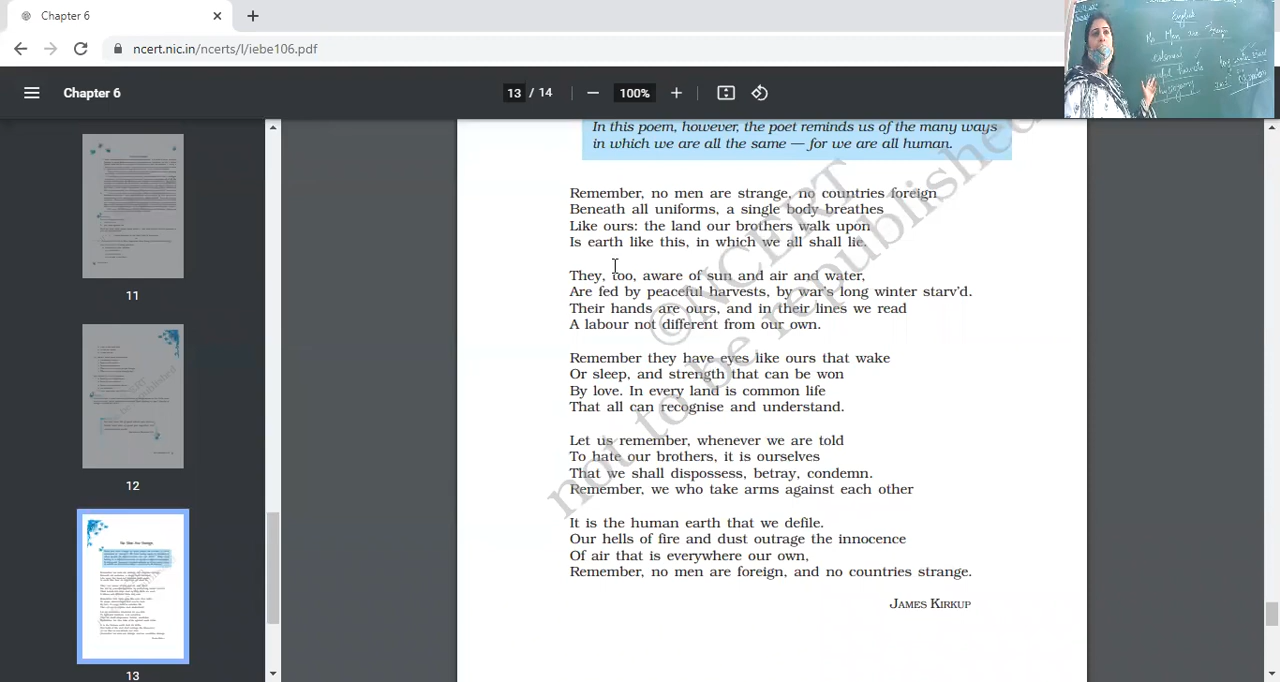 Chapter 6
ncert.nic.in/ncerts/l/iebe106.pdf
Chapter 6
13 / 14
100%
English
No Men are
11
12
13
In this poem, however, the poet reminds us of the many ways
in which we are all the same — for we are all human.
Remember, no men are strange, no countries foreign
Beneath all uniforms, a single body breathes
Like ours: the land our brothers walk upon
Is earth like this, in which we all shall lie.
They, too, aware of sun and air and water,
Are fed by peaceful harvests, by war's long winter starv'd.
Their hands are ours, and in their lines we read
A labour not different from our own.
Remember they have eyes like ours that wake
Or sleep, and strength that can be won
By love. In every land is common life
That all can recognise and understand.
Let us remember, whenever we are told
To hate our brothers, it is ourselves
That we shall dispossess, betray, condemn.
Remember, we who take arms against each other
It is the human earth that we defile.
Our hells of fire and dust outrage the innocence
Of air that is everywhere our own,
Remember, no men are foreign, and no countries strange.
JAMES KIRKUP
©NCERT
not to be republished